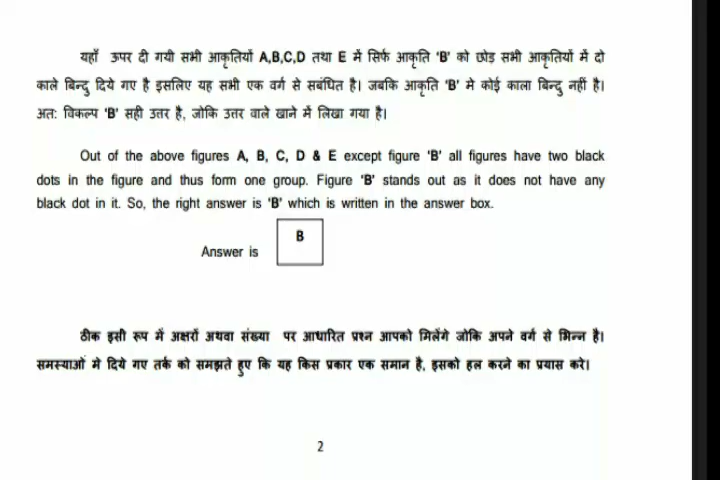 यहाँ ऊपर दी गयी सभी आकृतियों A,B,C,D तथा E में सिर्फ आकृति 'B' को छोड सभी आकृतियों में दो
काले बिन्दु दिये गए है इसलिए यह सभी एक वर्ग से सबंधित है। जबकि आकृति 'B' मे कोई काला बिन्दु नहीं है।
अत: विकल्प 'B' सही उत्तर है, जोकि उत्तर वाले खाने में लिखा गया है।
Out of the above figures A, B, C, D & E except figure 'B' all figures have two black
dots in the figure and thus form one group. Figure 'B' stands out as it does not have any
black dot in it. So, the right answer is 'B' which is written in the answer box.
B
Answer is
ठीक इसी रूप में अक्षरों अथवा संख्या पर आधारित प्रश्न आपको मिलेंगे जोकि अपने वर्ग से भिन्न है।
समस्याओं मे दिये गए तर्क को समझते हुए कि यह किस प्रकार एक समान है, इसको हल करने का प्रयास करे।
2